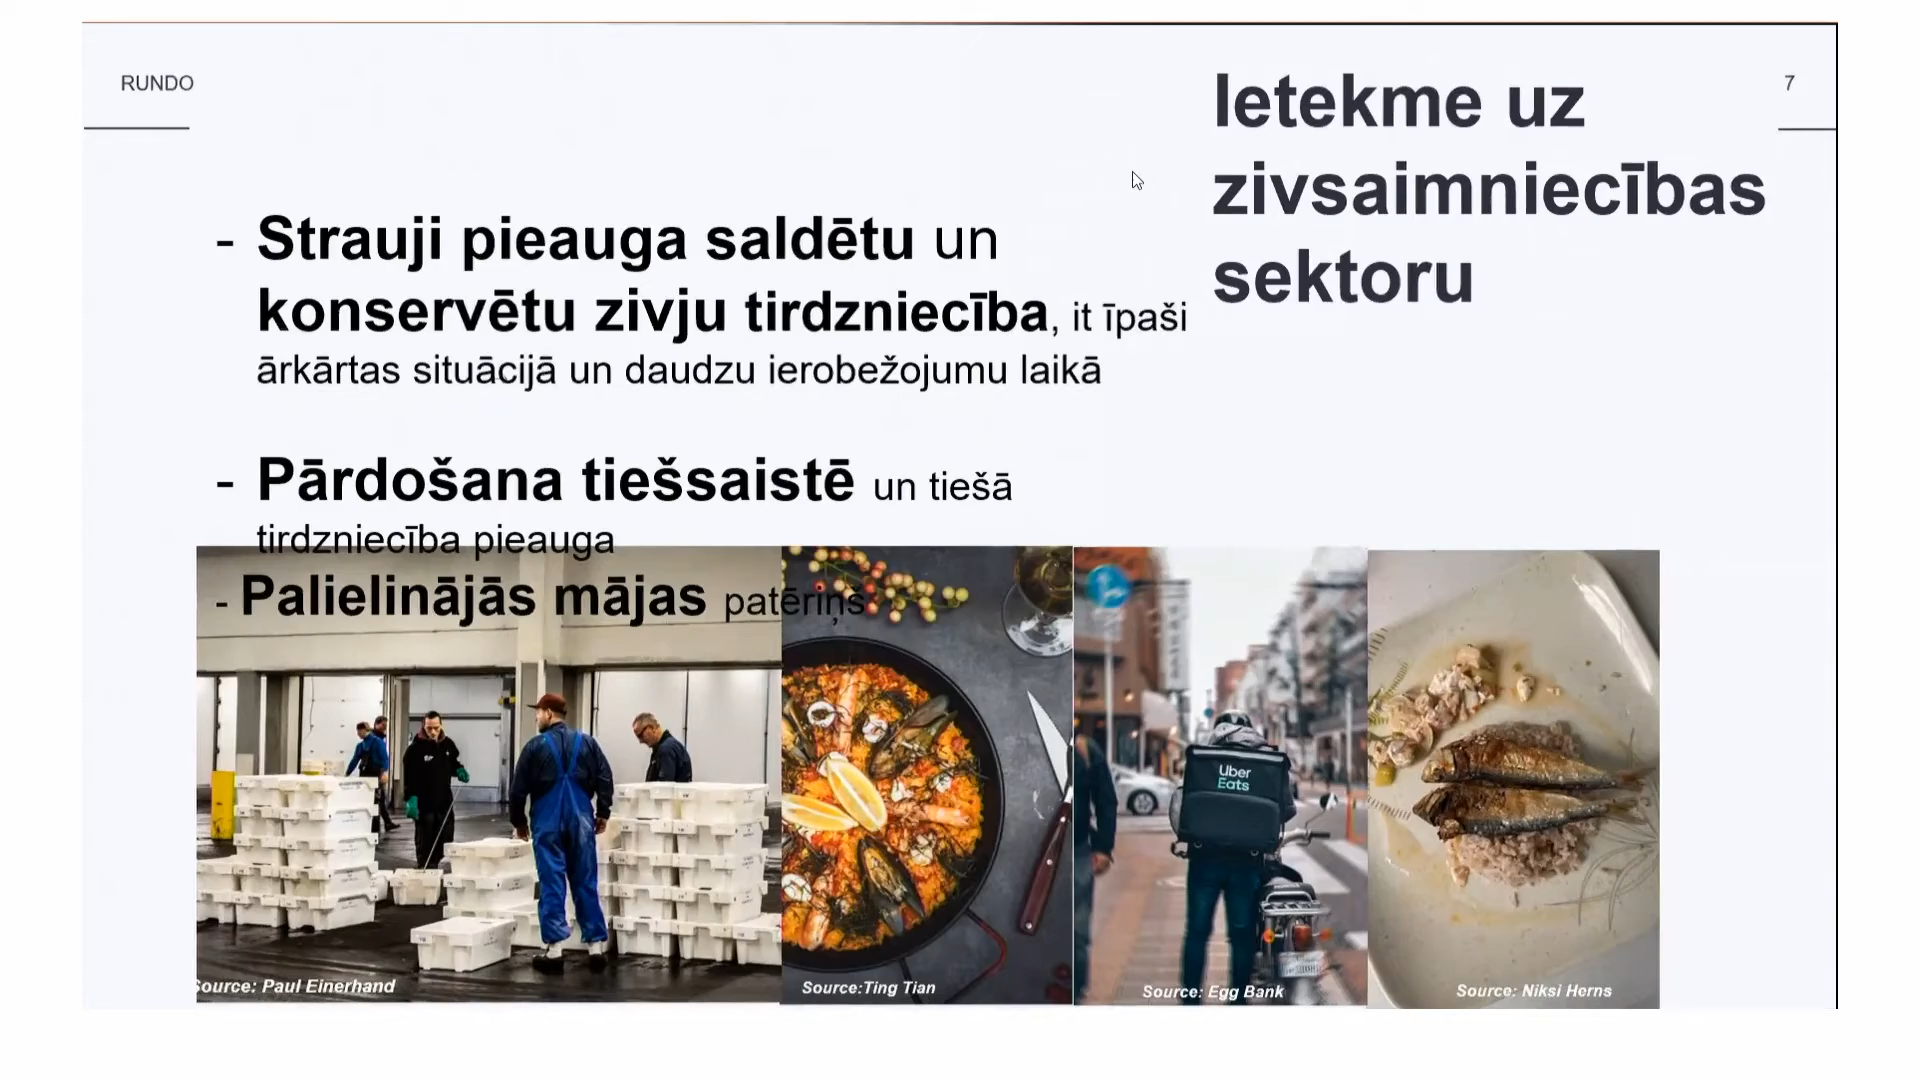 RUNDO
7
Ietekme uz
zivsaimniecības
sektoru
- Strauji pieauga saldētu un
konservētu zivju tirdzniecība, it īpaši
ārkārtas situācijā un daudzu ierobežojumu laikā
- Pārdošana tiešsaistē un tiešā
tirdzniecība pieauga
- Palielinājās mājas patēriņš
Uber
Eats
Source: Paul Einerhand
Source:Ting Tian
Source: Egg Bank
Source: Niksi Herns